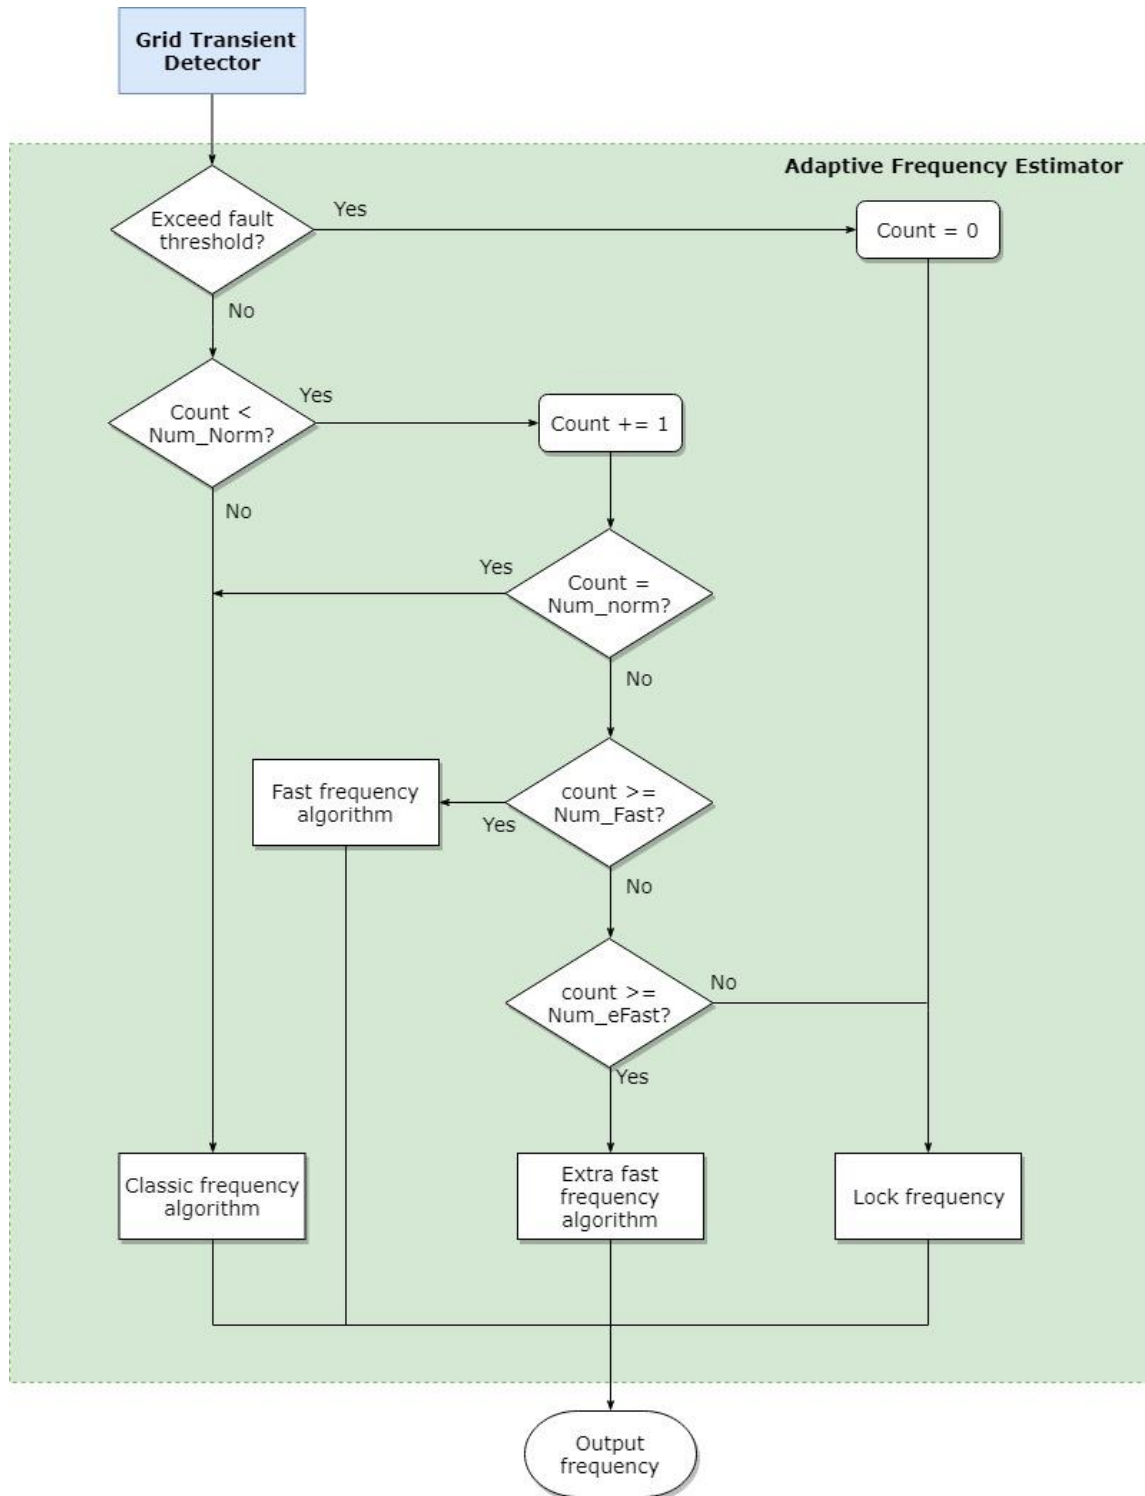 Grid Transient
Detector
Adaptive Frequency Estimator
Exceed fault
threshold?
Yes
Count = 0
No
Count <
Num_Norm?
Yes
Count += 1
No
Count =
Num_norm?
Yes
No
count >=
Num_Fast?
Yes
Fast frequency
algorithm
No
count >=
Num_eFast?
No
Yes
Classic frequency
algorithm
Extra fast
frequency
algorithm
Lock frequency
Output
frequency